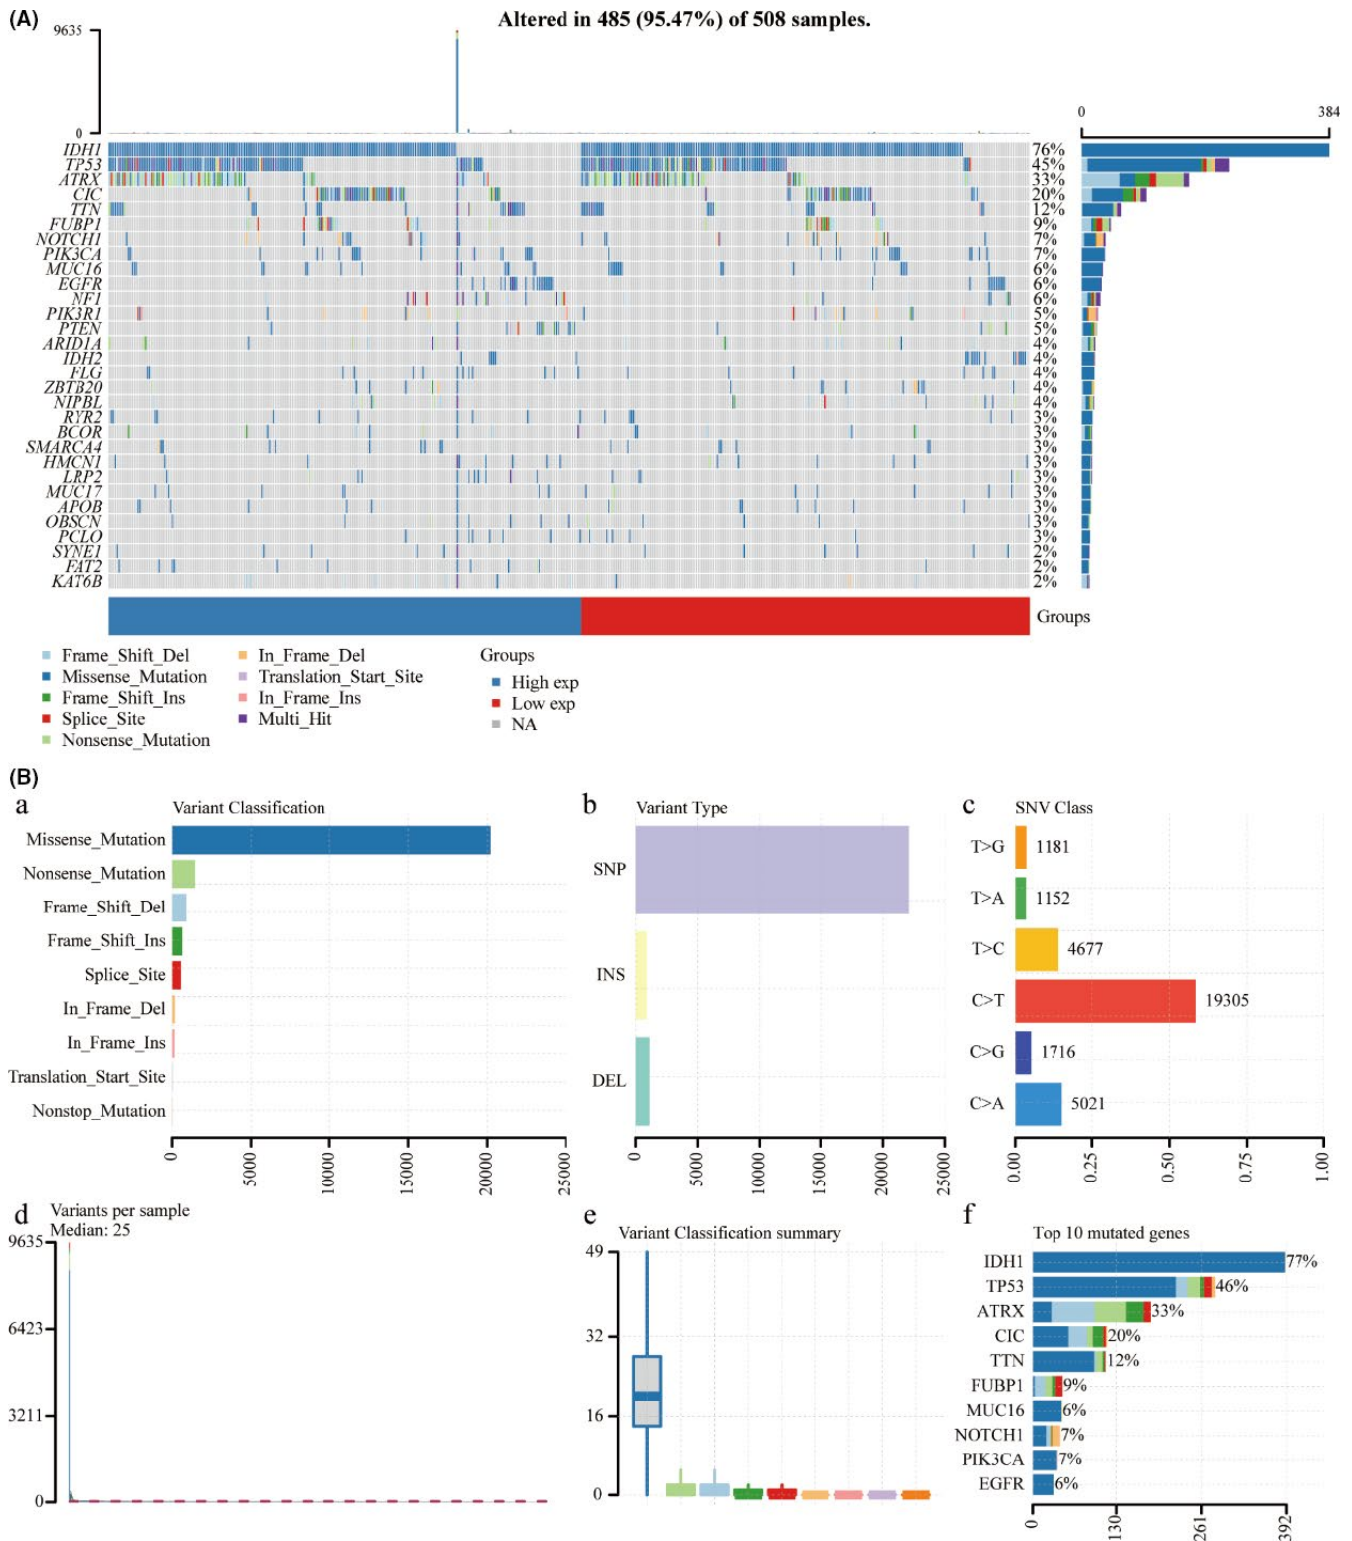 (A)
Altered in 485 (95.47%) of 508 samples.
9635
0
0 384
IDH1 76%
TP53 45%
ATRX 33%
CIC 20%
TTN 12%
FUBP1 9%
NOTCH1 7%
PIK3CA 7%
MUC16 6%
EGFR 6%
NF1 6%
PIK3R1 5%
PTEN 5%
ARID1A 4%
IDH2 4%
FLG 4%
ZBTB20 4%
NIPBL 4%
RYR2 3%
BCOR 3%
SMARCA4 3%
HMCN1 3%
LRP2 3%
MUC17 3%
APOB 3%
OBSCN 3%
PCLO 3%
SYNE1 2%
FAT2 2%
KAT6B 2%
Groups
Frame_Shift_Del
Missense_Mutation
Frame_Shift_Ins
Splice_Site
Nonsense_Mutation
In_Frame_Del
Translation_Start_Site
In_Frame_Ins
Multi_Hit
Groups
High exp
Low exp
NA
(B)
a
Variant Classification
Missense_Mutation
Nonsense_Mutation
Frame_Shift_Del
Frame_Shift_Ins
Splice_Site
In_Frame_Del
In_Frame_Ins
Translation_Start_Site
Nonstop_Mutation
0 5000 10000 15000 20000 25000
b
Variant Type
SNP
INS
DEL
0 5000 10000 15000 20000 25000
c
SNV Class
T>G 1181
T>A 1152
T>C 4677
C>T 19305
C>G 1716
C>A 5021
0.00 0.25 0.50 0.75 1.00
d
Variants per sample
Median: 25
9635
6423
3211
0
e
Variant Classification summary
49
32
16
0
f
Top 10 mutated genes
IDH1 77%
TP53 46%
ATRX 33%
CIC 20%
TTN 12%
FUBP1 9%
MUC16 6%
NOTCH1 7%
PIK3CA 7%
EGFR 6%
0 130 261 392